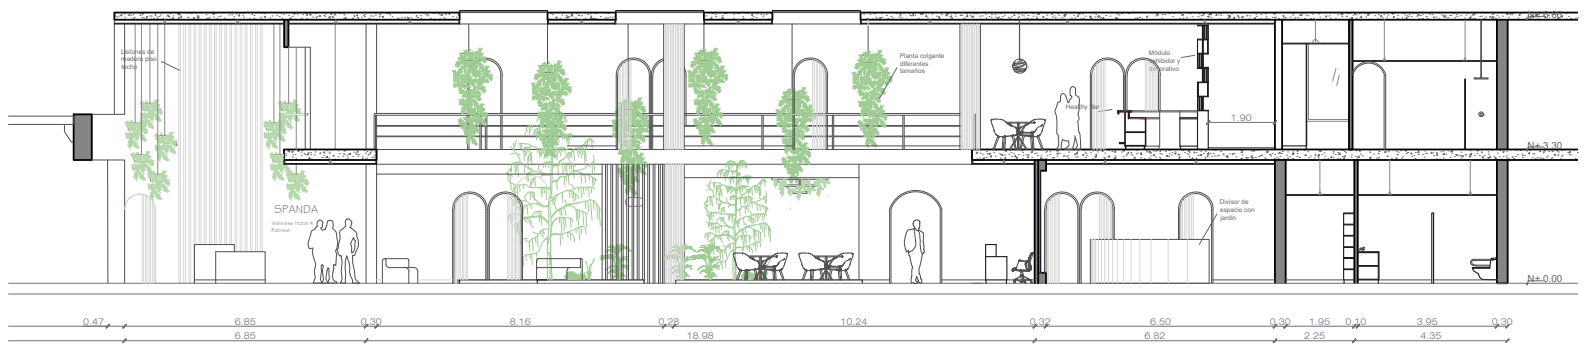 Listones de
madera piso
techo
Planta colgante
diferentes
tamaños
Módulo
exhibidor y
decorativo
Healthy Bar
1.90
N+3.30
SPANDA
Wellness Hotel &
Retreat
Divisor de
espacio con
jardín
N+-0.00
0.47 6.85 0.30 8.16 0.28 10.24 0.32 6.50 0.30 1.95 0.10 3.95 0.30
6.85 18.98 6.82 2.25 4.35